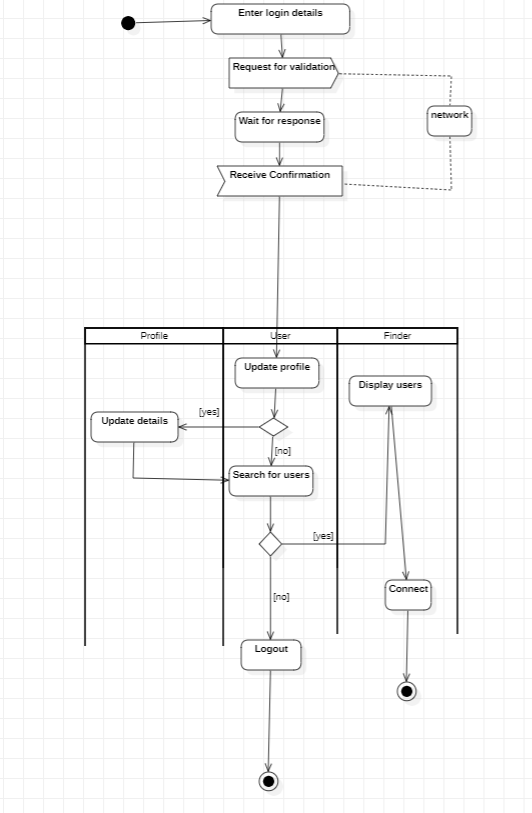 Enter login details
Request for validation
Wait for response
network
Receive Confirmation
Profile
User
Finder
Update profile
Display users
[yes]
Update details
[no]
Search for users
[yes]
Connect
[no]
Logout